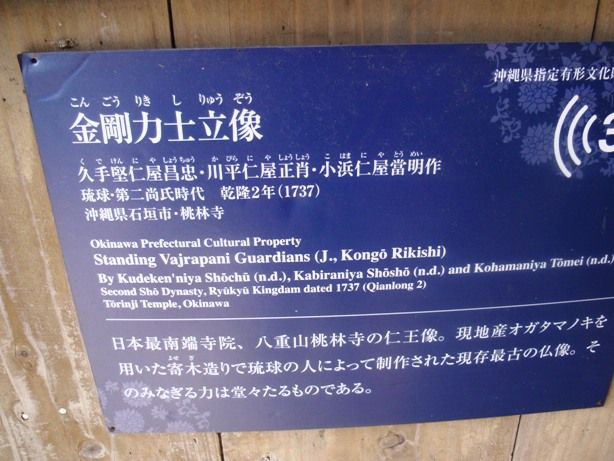 沖縄県指定有形文化
こんごうりきしりゅうぞう
金剛力士立像
くでけんにやしょうちゅう かびらにやしょうしょう こはまにやとうめい
久手堅仁屋昌忠・川平仁屋正肖・小浜仁屋當明作
琉球・第二尚氏時代 乾隆2年(1737)
沖縄県石垣市・桃林寺
Okinawa Prefectural Cultural Property
Standing Vajrapani Guardians (J., Kongō Rikishi)
By Kudeken'niya Shōchū (n.d.), Kabiraniya Shōshō (n.d.) and Kohamaniya Tōmei (n.d.)
Second Shō Dynasty, Ryūkyū Kingdom dated 1737 (Qianlong 2)
Tōrinji Temple, Okinawa
日本最南端寺院、八重山桃林寺の仁王像。現地産オガタマノキを
よせぎ
用いた寄木造りで琉球の人によって制作された現存最古の仏像。そ
のみなぎる力は堂々たるものである。